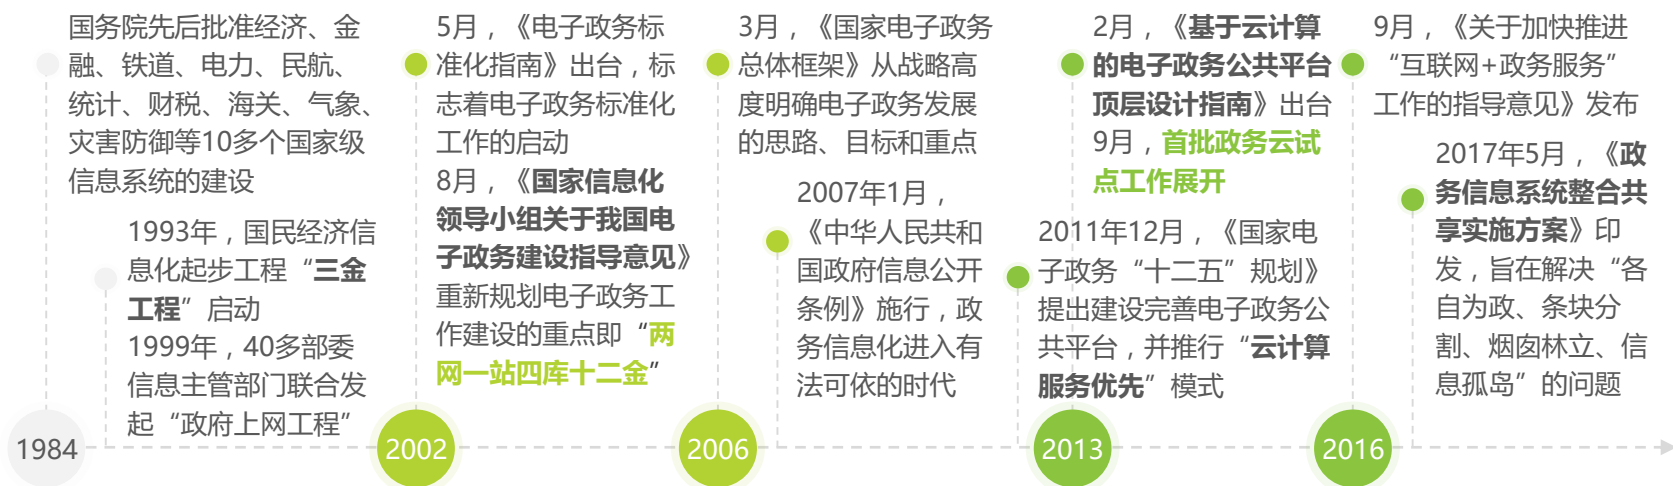 国务院先后批准经济、金
融、铁道、电力、民航、
统计、财税、海关、气象、
灾害防御等10多个国家级
信息系统的建设
1993年，国民经济信
息化起步工程“三金
工程”启动
1999年，40多部委
信息主管部门联合发
起“政府上网工程”
5月，《电子政务标
准化指南》出台，标
志着电子政务标准化
工作的启动
8月，《国家信息化
领导小组关于我国电
子政务建设指导意见》
重新规划电子政务工
作建设的重点即“两
网一站四库十二金”
3月，《国家电子政务
总体框架》从战略高
度明确电子政务发展
的思路、目标和重点
2007年1月，
《中华人民共和
国政府信息公开
条例》施行，政
务信息化进入有
法可依的时代
2月，《基于云计算
的电子政务公共平台
顶层设计指南》出台
9月，首批政务云试
点工作展开
2011年12月，《国家电
子政务“十二五”规划》
提出建设完善电子政务公
共平台，并推行“云计算
服务优先”模式
9月，《关于加快推进
“互联网+政务服务”
工作的指导意见》发布
2017年5月，《政
务信息系统整合共
享实施方案》印
发，旨在解决“各
自为政、条块分
割、烟囱林立、信
息孤岛”的问题
1984
2002
2006
2013
2016